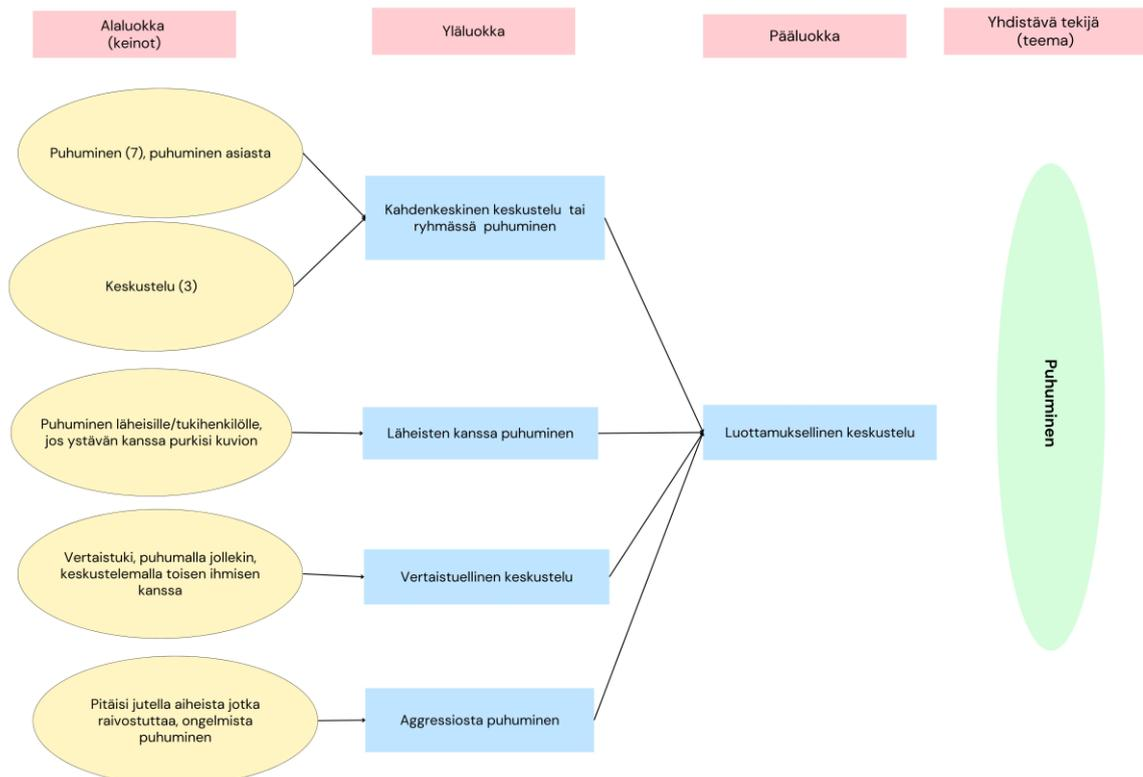 Alaluokka
(keinot)
Yläluokka
Pääluokka
Yhdistävä tekijä
(teema)
Puhuminen (7), puhuminen asiasta
Keskustelu (3)
Kahdenkeskinen keskustelu tai
ryhmässä puhuminen
Puhuminen läheisille/tukihenkilölle,
jos ystävän kanssa purkisi kuvion
Läheisten kanssa puhuminen
Luottamuksellinen keskustelu
Puhuminen
Vertaistuki, puhumalla jollekin,
keskustelemalla toisen ihmisen
kanssa
Vertaistuellinen keskustelu
Pitäisi jutella aiheista jotka
raivostuttaa, ongelmista
puhuminen
Aggressiosta puhuminen